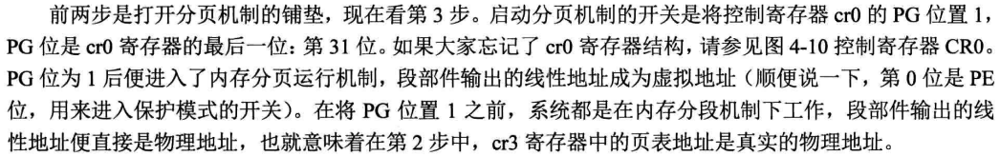 前两步是打开分页机制的铺垫，现在看第 3 步。启动分页机制的开关是将控制寄存器 cr0 的 PG 位置 1，
PG 位是 cr0 寄存器的最后一位：第 31 位。如果大家忘记了 cr0 寄存器结构，请参见图 4-10 控制寄存器 CR0。
PG 位为 1 后便进入了内存分页运行机制，段部件输出的线性地址成为虚拟地址（顺便说一下，第 0 位是 PE
位，用来进入保护模式的开关）。在将 PG 位置 1 之前，系统都是在内存分段机制下工作，段部件输出的线
性地址便直接是物理地址，也就意味着在第 2 步中，cr3 寄存器中的页表地址是真实的物理地址。